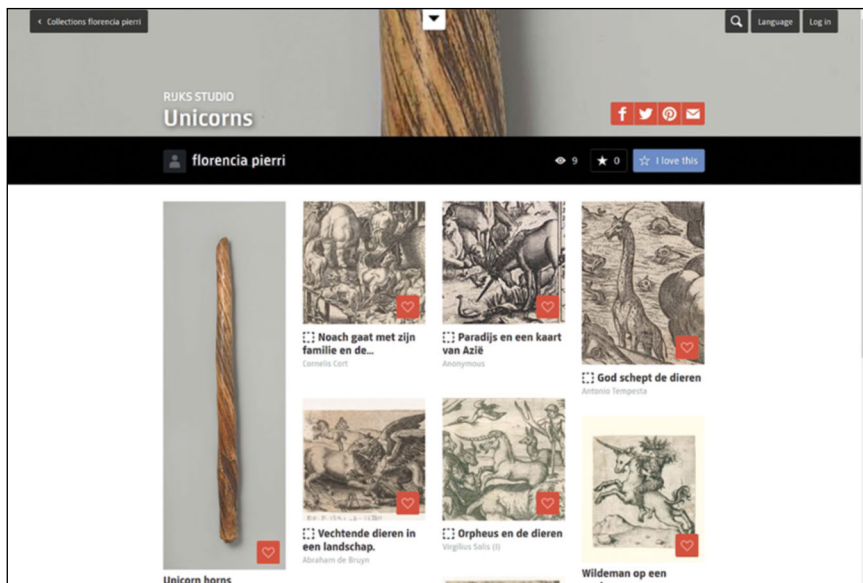 < Collections florencia pierri
Language
Log in
RIJKS STUDIO
Unicorns
florencia pierri
9
0
I love this
Noach gaat met zijn
familie en de...
Cornelis Cort
Paradijs en een kaart
van Azië
Anonymous
God schept de dieren
Antonio Tempesta
Vechtende dieren in
een landschap.
Abraham de Bruyn
Orpheus en de dieren
Virgilius Solis (I)
Unicorn horns
Wildeman op een